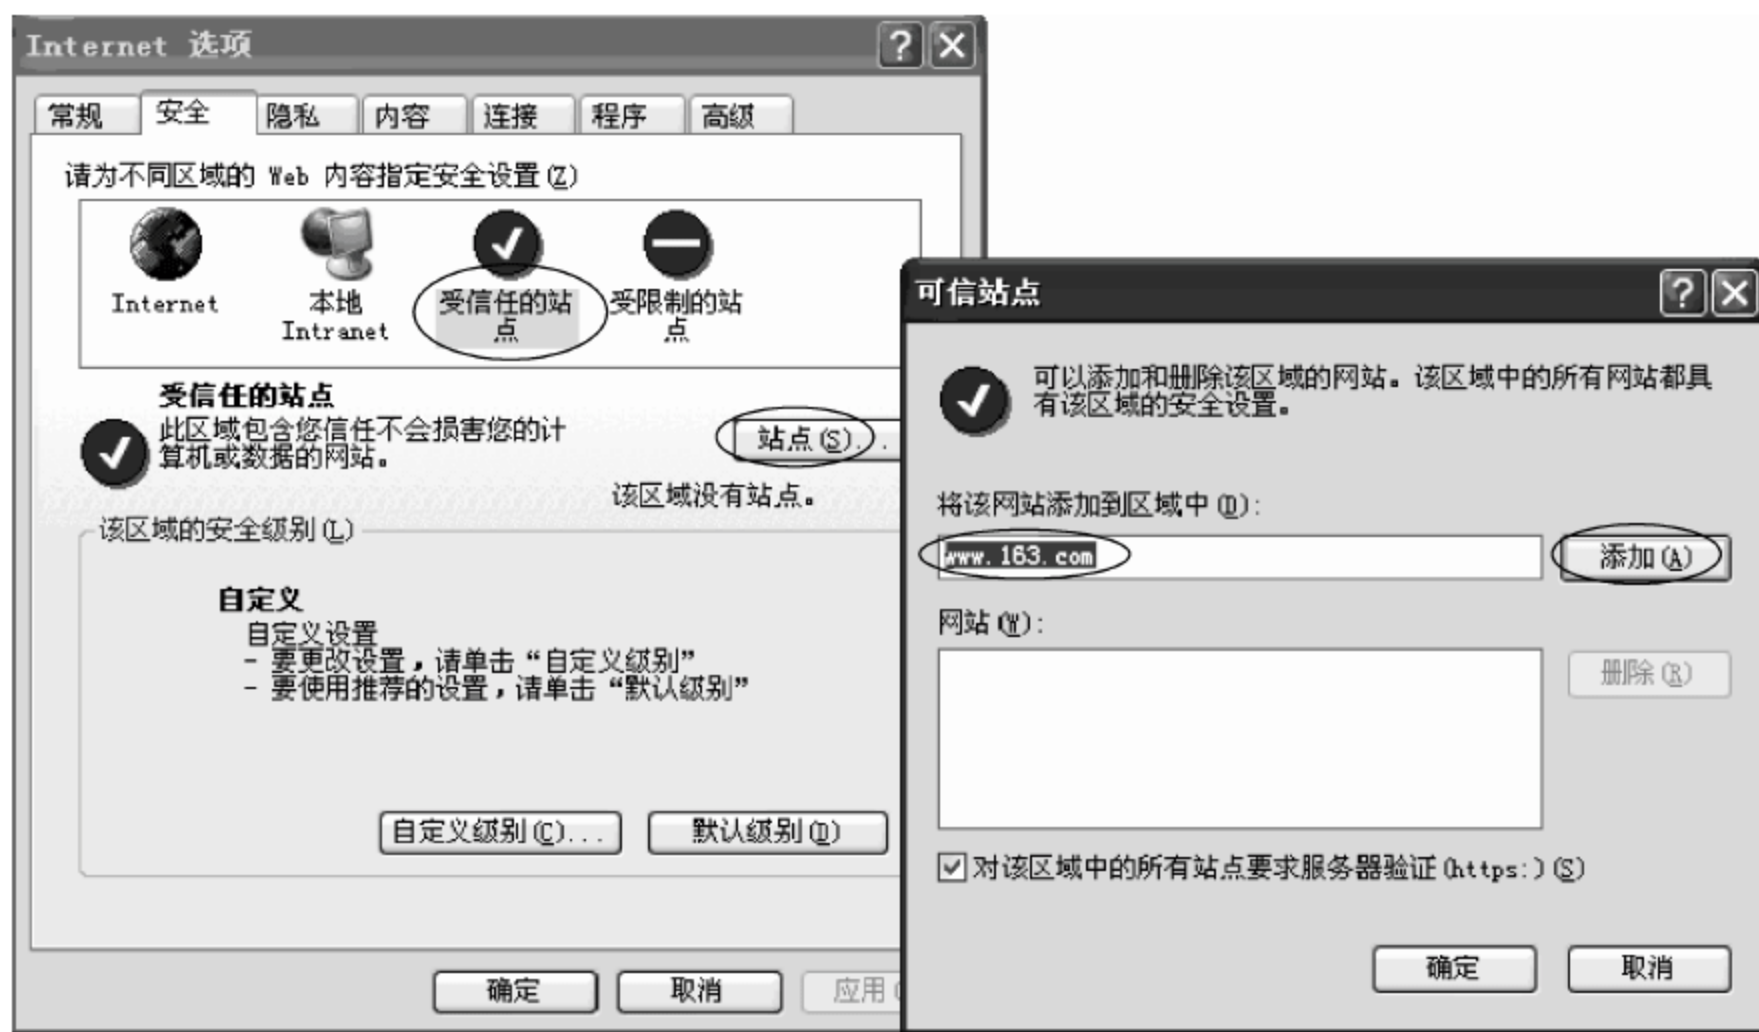 Internet 选项
常规 安全 隐私 内容 连接 程序 高级
请为不同区域的 Web 内容指定安全设置(Z)
Internet
本地
Intranet
受信任的站
点
受限制的站
点
受信任的站点
此区域包含您信任不会损害您的计
算机或数据的网站。
站点(S)..
该区域没有站点。
该区域的安全级别(L)
自定义
自定义设置
- 要更改设置,请单击“自定义级别”
- 要使用推荐的设置,请单击“默认级别”
自定义级别(C)... 默认级别(D)
确定 取消 应用(
可信站点
可以添加和删除该区域的网站。该区域中的所有网站都具
有该区域的安全设置。
将该网站添加到区域中(D):
www.163.com 添加(A)
网站(W):
删除(R)
对该区域中的所有站点要求服务器验证(https:)(S)
确定 取消